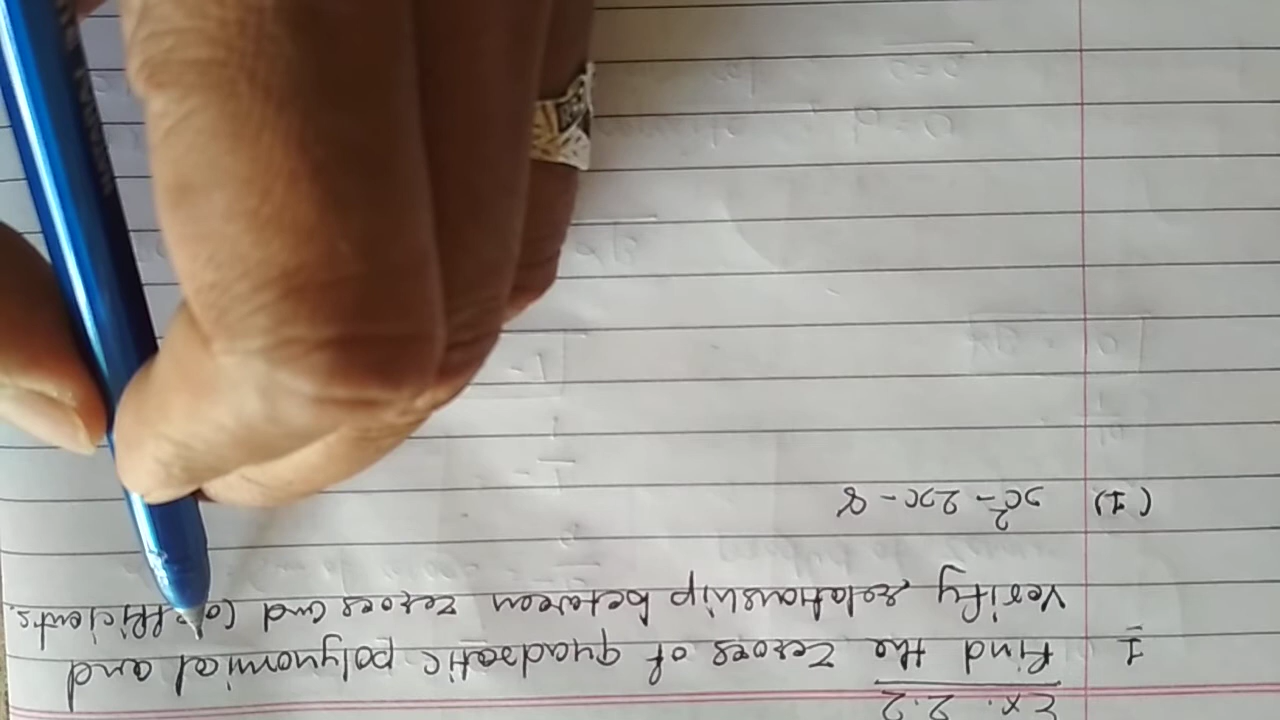 Ex. 2.2
1 Find the zeroes of quadratic polynomial and
verify relationship between zeroes and coefficients.
(1) x² - 2x - 8